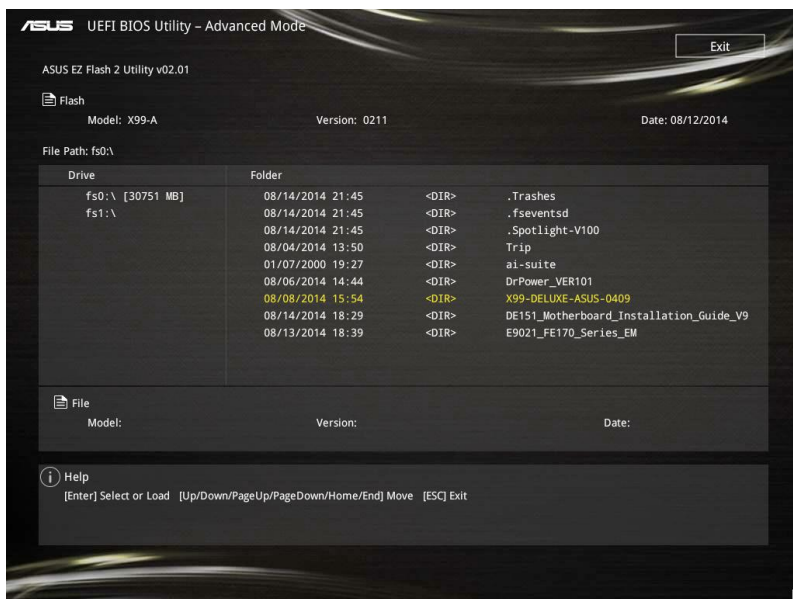 ASUS UEFI BIOS Utility – Advanced Mode
Exit
ASUS EZ Flash 2 Utility v02.01
Flash
Model: X99-A Version: 0211 Date: 08/12/2014
File Path: fs0:\
Drive Folder
fs0:\ [30751 MB] 08/14/2014 21:45 <DIR> .Trashes
fs1:\ 08/14/2014 21:45 <DIR> .fseventsd
08/14/2014 21:45 <DIR> .Spotlight-V100
08/04/2014 13:50 <DIR> Trip
01/07/2000 19:27 <DIR> ai-suite
08/06/2014 14:44 <DIR> DrPower_VER101
08/08/2014 15:54 <DIR> X99-DELUXE-ASUS-0409
08/14/2014 18:29 <DIR> DE151_Motherboard_Installation_Guide_V9
08/13/2014 18:39 <DIR> E9021_FE170_Series_EM
File
Model: Version: Date:
Help
[Enter] Select or Load [Up/Down/PageUp/PageDown/Home/End] Move [ESC] Exit